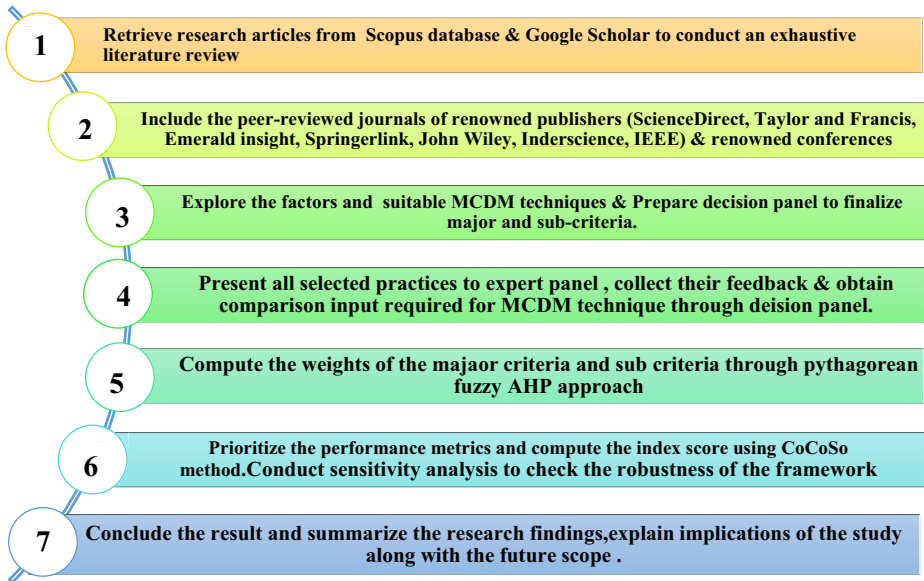 1
Retrieve research articles from Scopus database & Google Scholar to conduct an exhaustive
literature review
2
Include the peer-reviewed journals of renowned publishers (ScienceDirect, Taylor and Francis,
Emerald insight, Springerlink, John Wiley, Inderscience, IEEE) & renowned conferences
3
Explore the factors and suitable MCDM techniques & Prepare decision panel to finalize
major and sub-criteria.
4
Present all selected practices to expert panel , collect their feedback & obtain
comparison input required for MCDM technique through deision panel.
5
Compute the weights of the majaor criteria and sub criteria through pythagorean
fuzzy AHP approach
6
Prioritize the performance metrics and compute the index score using CoCoSo
method.Conduct sensitivity analysis to check the robustness of the framework
7
Conclude the result and summarize the research findings,explain implications of the study
along with the future scope .